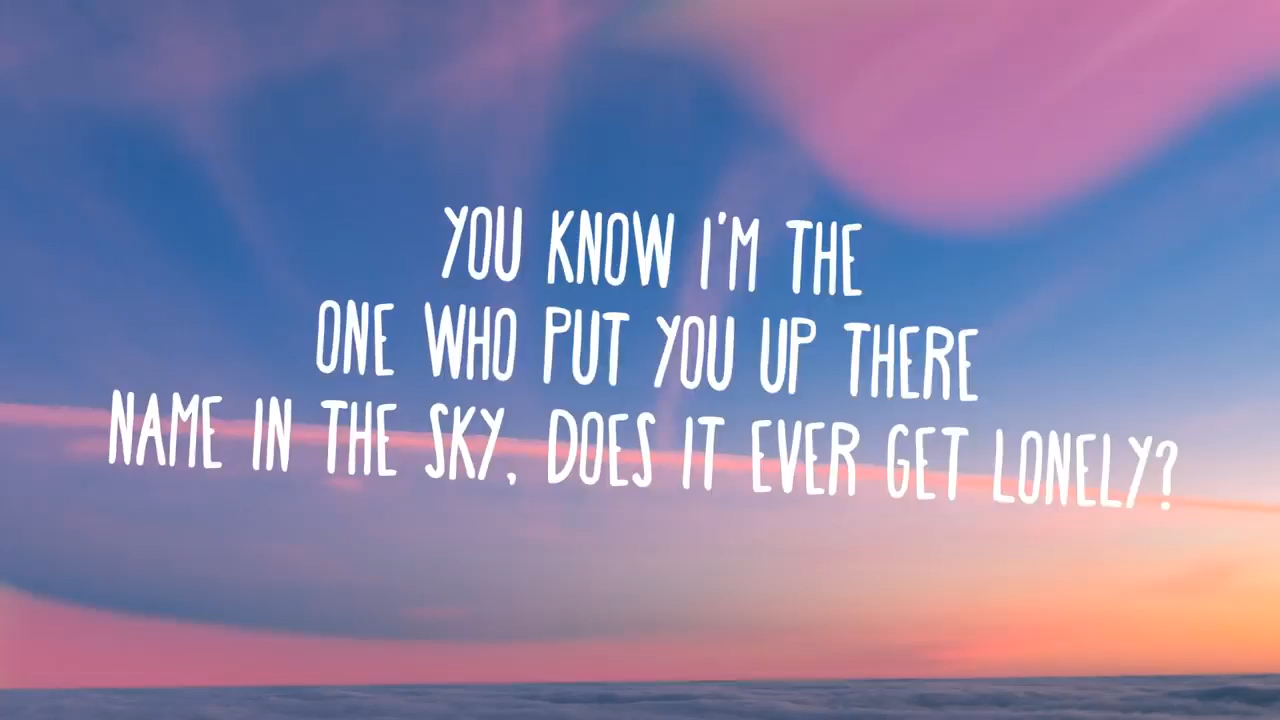 YOU KNOW I'M THE
ONE WHO PUT YOU UP THERE
NAME IN THE SKY, DOES IT EVER GET LONELY?